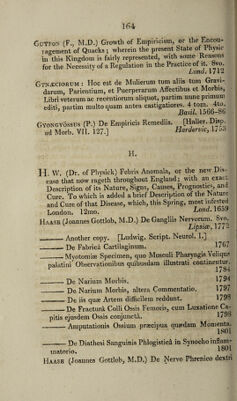 164
Guyton (F., M.D.) Growth of Empiricism, or the Encou-
ragement of Quacks; wherein the present State of Physic
in this Kingdom is fairly represented, with some Reasons
for the Necessity of a Regulation in the Practice of it. 8vo.
Lond. 1712
Gynæciorum: Hoc est de Mulierum tum aliis tum Gravi-
darum, Parientium, et Puerperarum Affectibus et Morbis,
Libri veterum ac recentiorum aliquot, partim nunc primum
editi, partim multo quam antea castigatiores. 4 tom. 4to.
Basil. 1566-86
Gyongyössus (P.) De Empiricis Remediis. [Haller. Disp.
ad Morb. VII. 127.]
Hardervic, 1753
H.
H. W. (Dr. of Physick) Febris Anomala, or the new Dis-
ease that now rageth throughout England; with an exact
Description of its Nature, Signs, Causes, Prognostics, and
Cure. To which is added a brief Description of the Nature
and Cure of that Disease, which, this Spring, most infested
London. 12mo.
Lond. 1659
Haase (Joannes Gottlob, M.D.) De Gangliis Nervorum. 8vo.
Lipsiæ, 1772
——— Another copy. [Ludwig. Script. Neurol. I.]
——— De Fabricâ Cartilaginum. 1767
——— Myotomiæ Specimen, quo Musculi Pharyngis Velique
palatini Observationibus quibusdam illustrati continentur.
1784
——— De Narium Morbis. 1794
——— De Narium Morbis, altera Commentatio. 1797
——— De iis quæ Artem difficilem reddunt. 1798
——— De Fracturâ Colli Ossis Femoris, cum Luxatione Ca-
pitis ejusdem Ossis conjunctâ. 1798
——— Amputationis Ossium præcipua quædam Momenta.
1801
——— De Diathesi Sanguinis Phlogisticâ in Synocho inflam-
matorio. 1801
Haase (Joannes Gottlob, M.D.) De Nervo Phrenico dextri